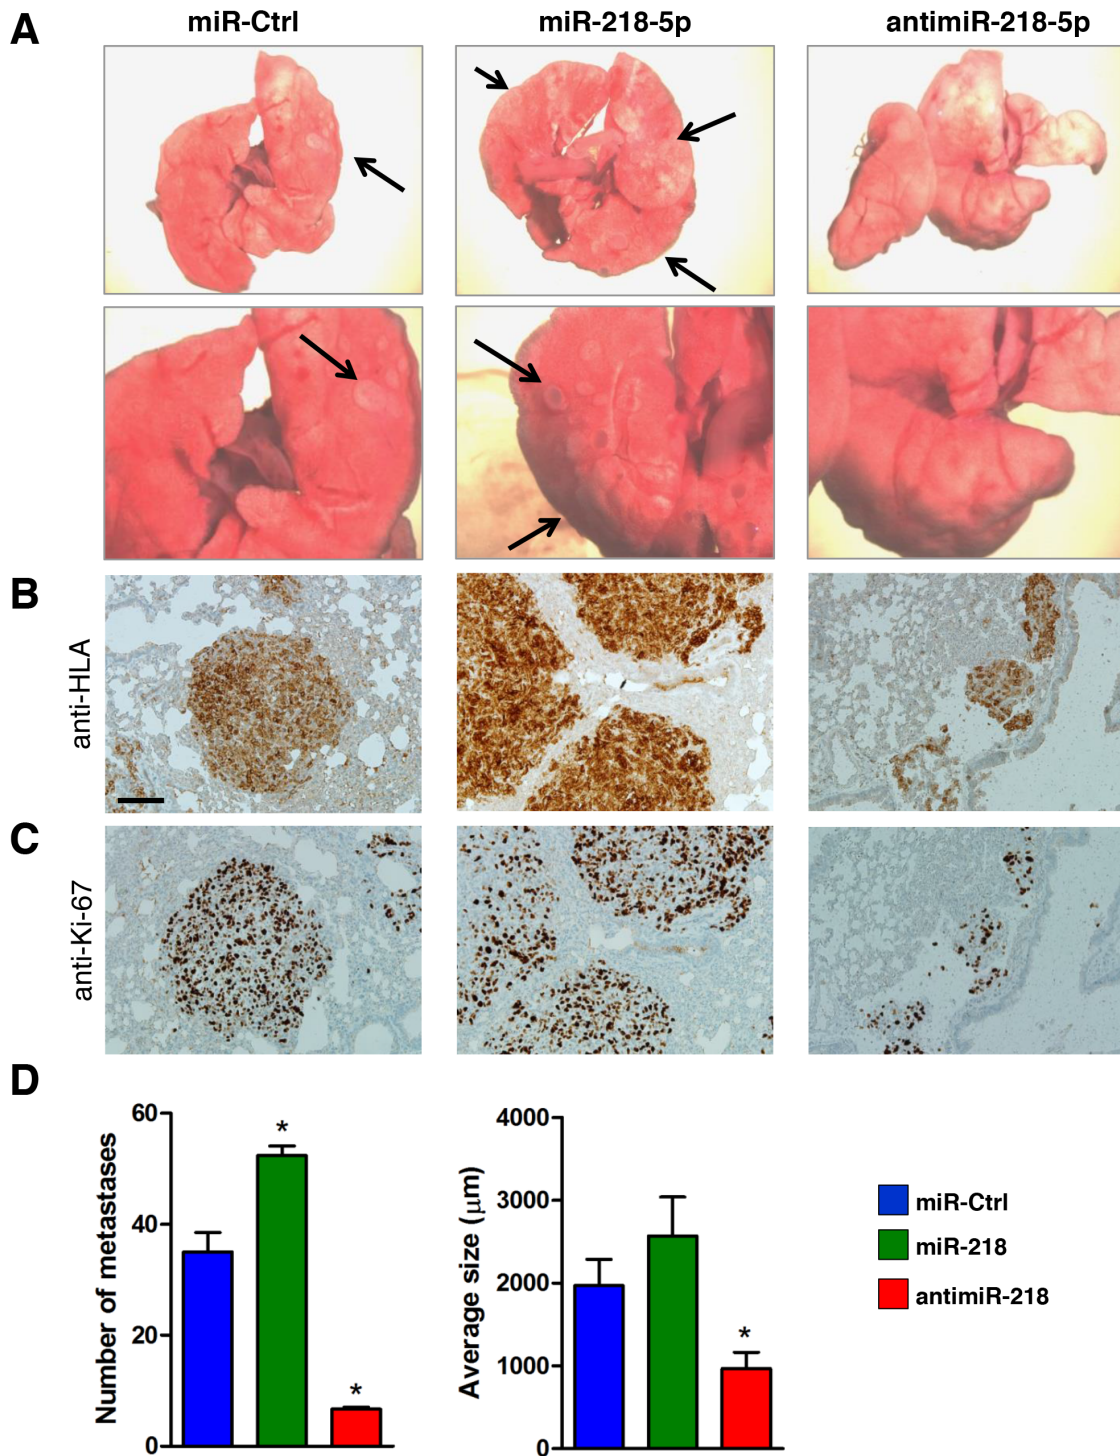 A
miR-Ctrl
miR-218-5p
antimiR-218-5p
B
anti-HLA
C
anti-Ki-67
D
Number of metastases
60
40
20
0
*
*
Average size (μm)
4000
3000
2000
1000
0
*
miR-Ctrl
miR-218
antimiR-218